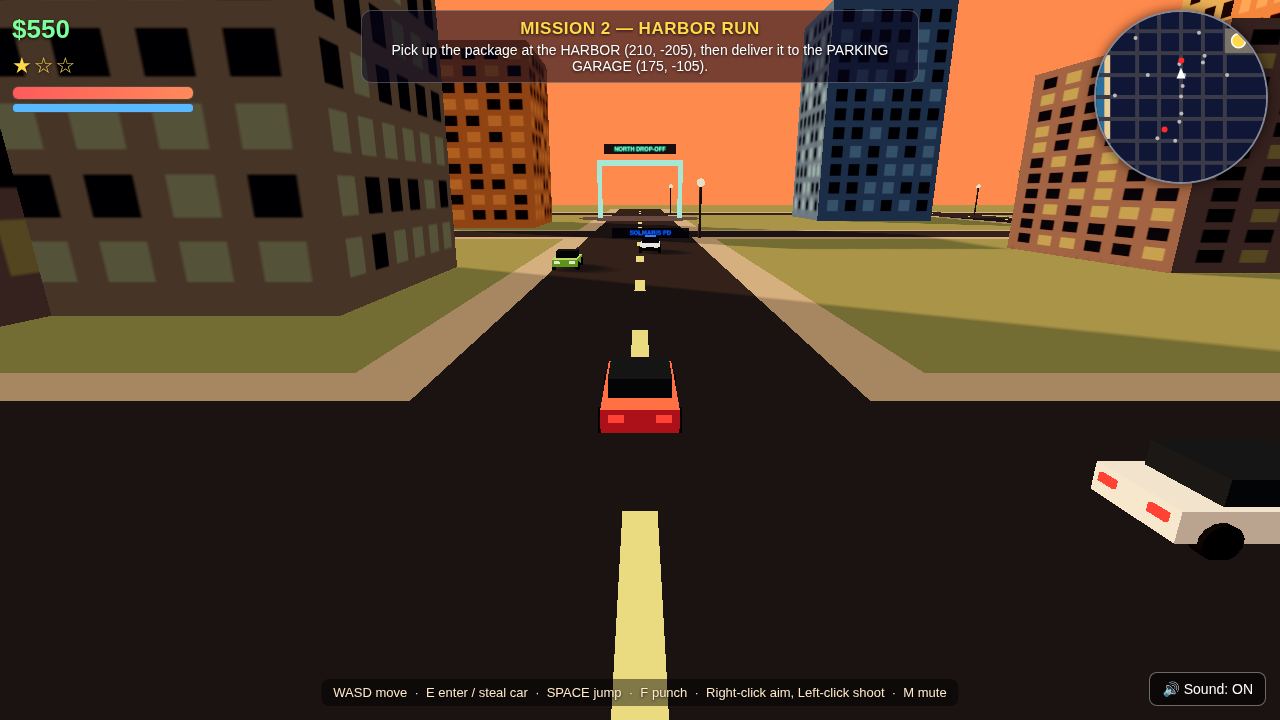 $550
★☆☆
MISSION 2 — HARBOR RUN
Pick up the package at the HARBOR (210, -205), then deliver it to the PARKING
GARAGE (175, -105).
NORTH DROP-OFF
SOLMARIS PD
WASD move · E enter / steal car · SPACE jump · F punch · Right-click aim, Left-click shoot · M mute
🔊 Sound: ON